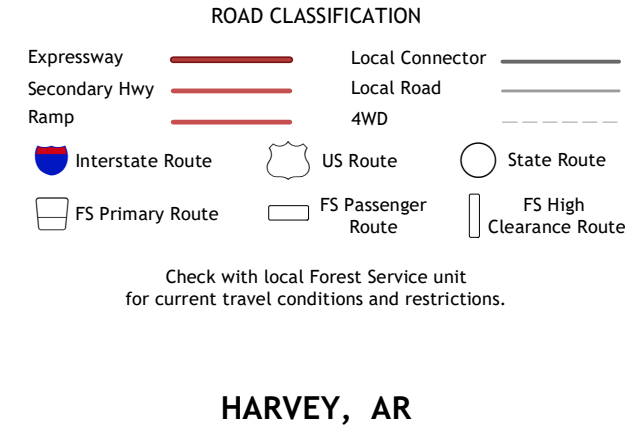 ROAD CLASSIFICATION
Expressway
Local Connector
Secondary Hwy
Local Road
Ramp
4WD
Interstate Route
US Route
State Route
FS Primary Route
FS Passenger
Route
FS High
Clearance Route
Check with local Forest Service unit
for current travel conditions and restrictions.
HARVEY, AR